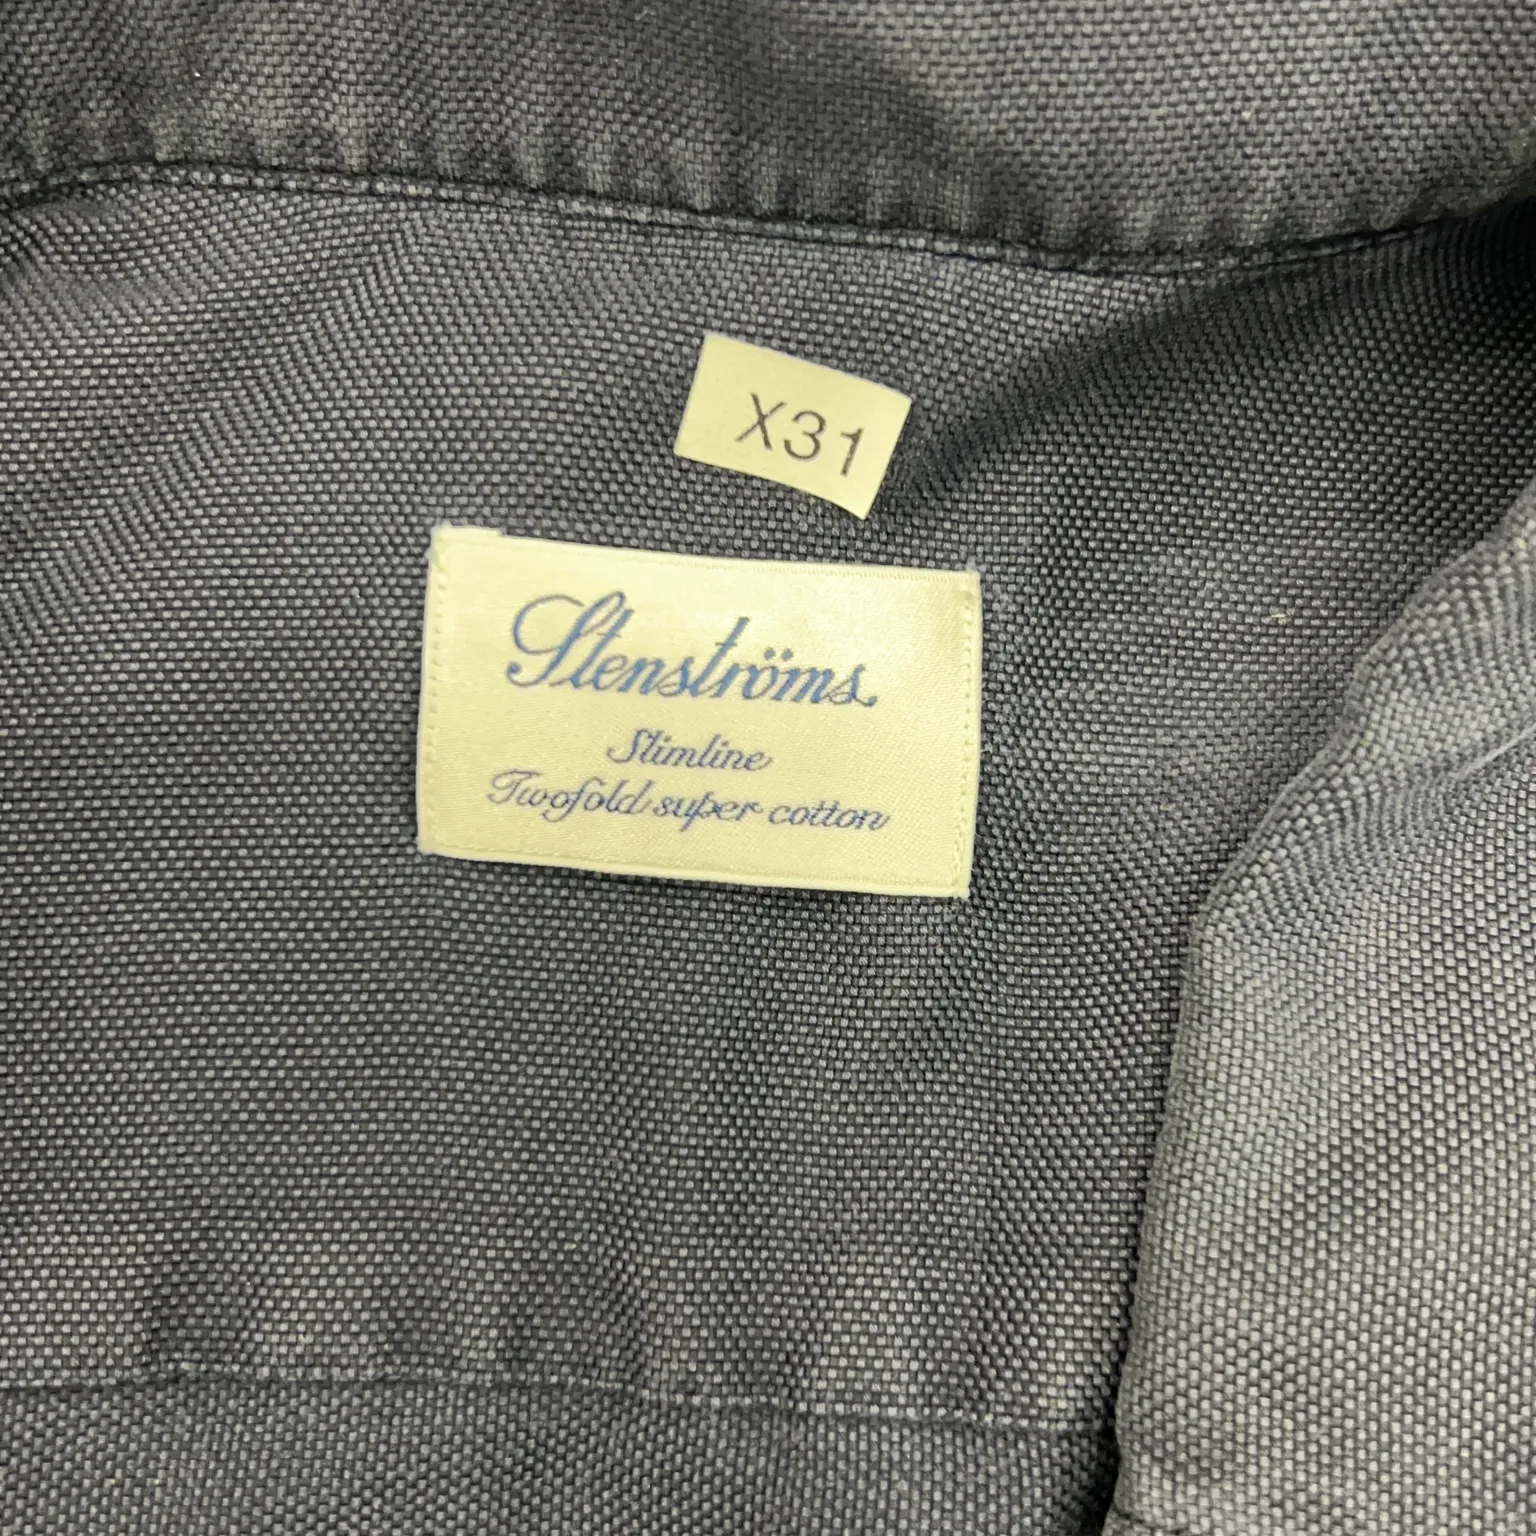 X31
Stenströms
Slimline
Twofold super cotton